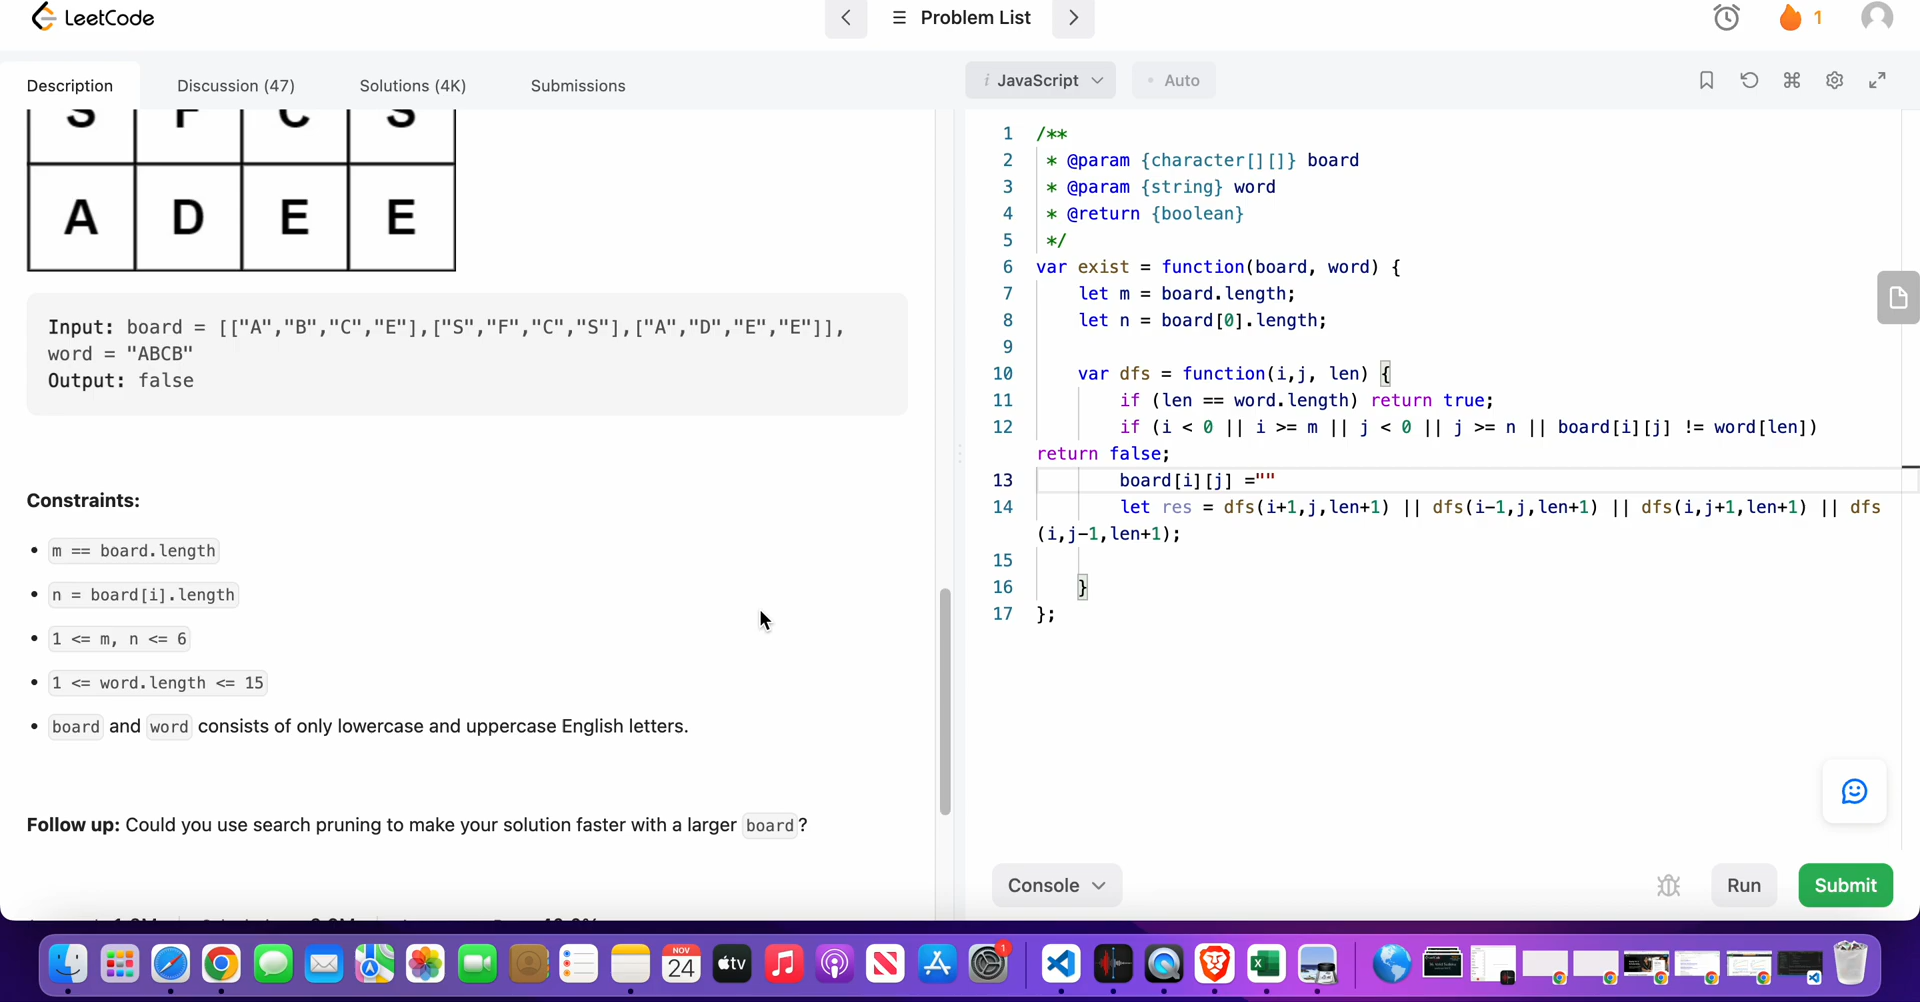 LeetCode
Problem List
1
Description
Discussion (47)
Solutions (4K)
Submissions
i JavaScript
• Auto
S F C S
A D E E
Input: board = [["A","B","C","E"],["S","F","C","S"],["A","D","E","E"]],
word = "ABCB"
Output: false
Constraints:
• m == board.length
• n = board[i].length
• 1 <= m, n <= 6
• 1 <= word.length <= 15
• board and word consists of only lowercase and uppercase English letters.
Follow up: Could you use search pruning to make your solution faster with a larger board?
1 /**
2  * @param {character[][]} board
3  * @param {string} word
4  * @return {boolean}
5  */
6 var exist = function(board, word) {
7     let m = board.length;
8     let n = board[0].length;
9
10     var dfs = function(i,j, len) {
11         if (len == word.length) return true;
12         if (i < 0 || i >= m || j < 0 || j >= n || board[i][j] != word[len])
return false;
13         board[i][j] =""
14         let res = dfs(i+1,j,len+1) || dfs(i-1,j,len+1) || dfs(i,j+1,len+1) || dfs
(i,j-1,len+1);
15
16     }
17 };
Console
Run
Submit
NOV
24
tv
1